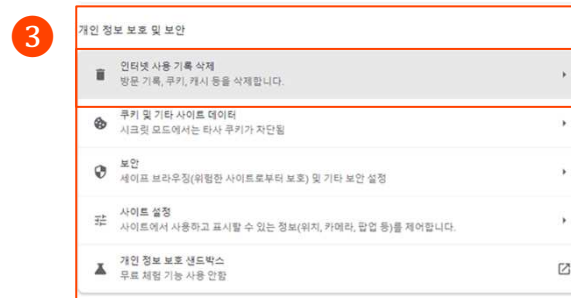 3
개인 정보 보호 및 보안
인터넷 사용 기록 삭제
방문 기록, 쿠키, 캐시 등을 삭제합니다.
쿠키 및 기타 사이트 데이터
시크릿 모드에서는 타사 쿠키가 차단됨
보안
세이프 브라우징(위험한 사이트로부터 보호) 및 기타 보안 설정
사이트 설정
사이트에서 사용하고 표시할 수 있는 정보(위치, 카메라, 팝업 등)를 제어합니다.
개인 정보 보호 샌드박스
무료 체험 기능 사용 안함